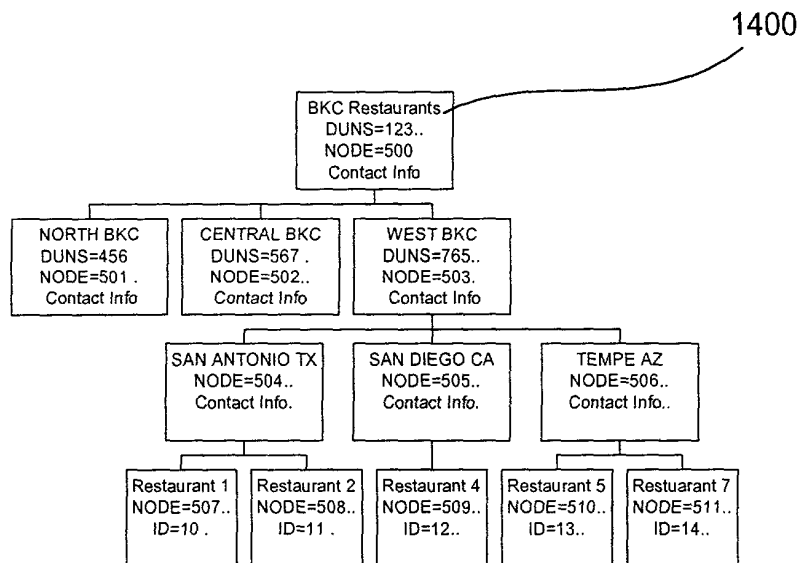 1400
BKC Restaurants
DUNS=123..
NODE=500
Contact Info
NORTH BKC
DUNS=456
NODE=501 .
Contact Info
CENTRAL BKC
DUNS=567 .
NODE=502..
Contact Info
WEST BKC
DUNS=765..
NODE=503.
Contact Info
SAN ANTONIO TX
NODE=504..
Contact Info.
SAN DIEGO CA
NODE=505..
Contact Info.
TEMPE AZ
NODE=506..
Contact Info..
Restaurant 1
NODE=507..
ID=10 .
Restaurant 2
NODE=508..
ID=11 .
Restaurant 4
NODE=509..
ID=12..
Restaurant 5
NODE=510..
ID=13..
Restuarant 7
NODE=511..
ID=14..